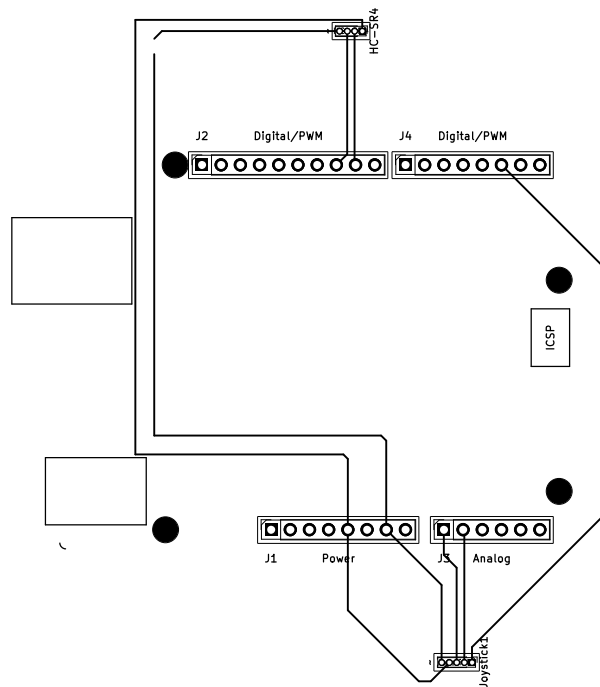 HC-SR4
J2
Digital/PWM
J4
Digital/PWM
ICSP
J1
Power
J3
Analog
Joystick1